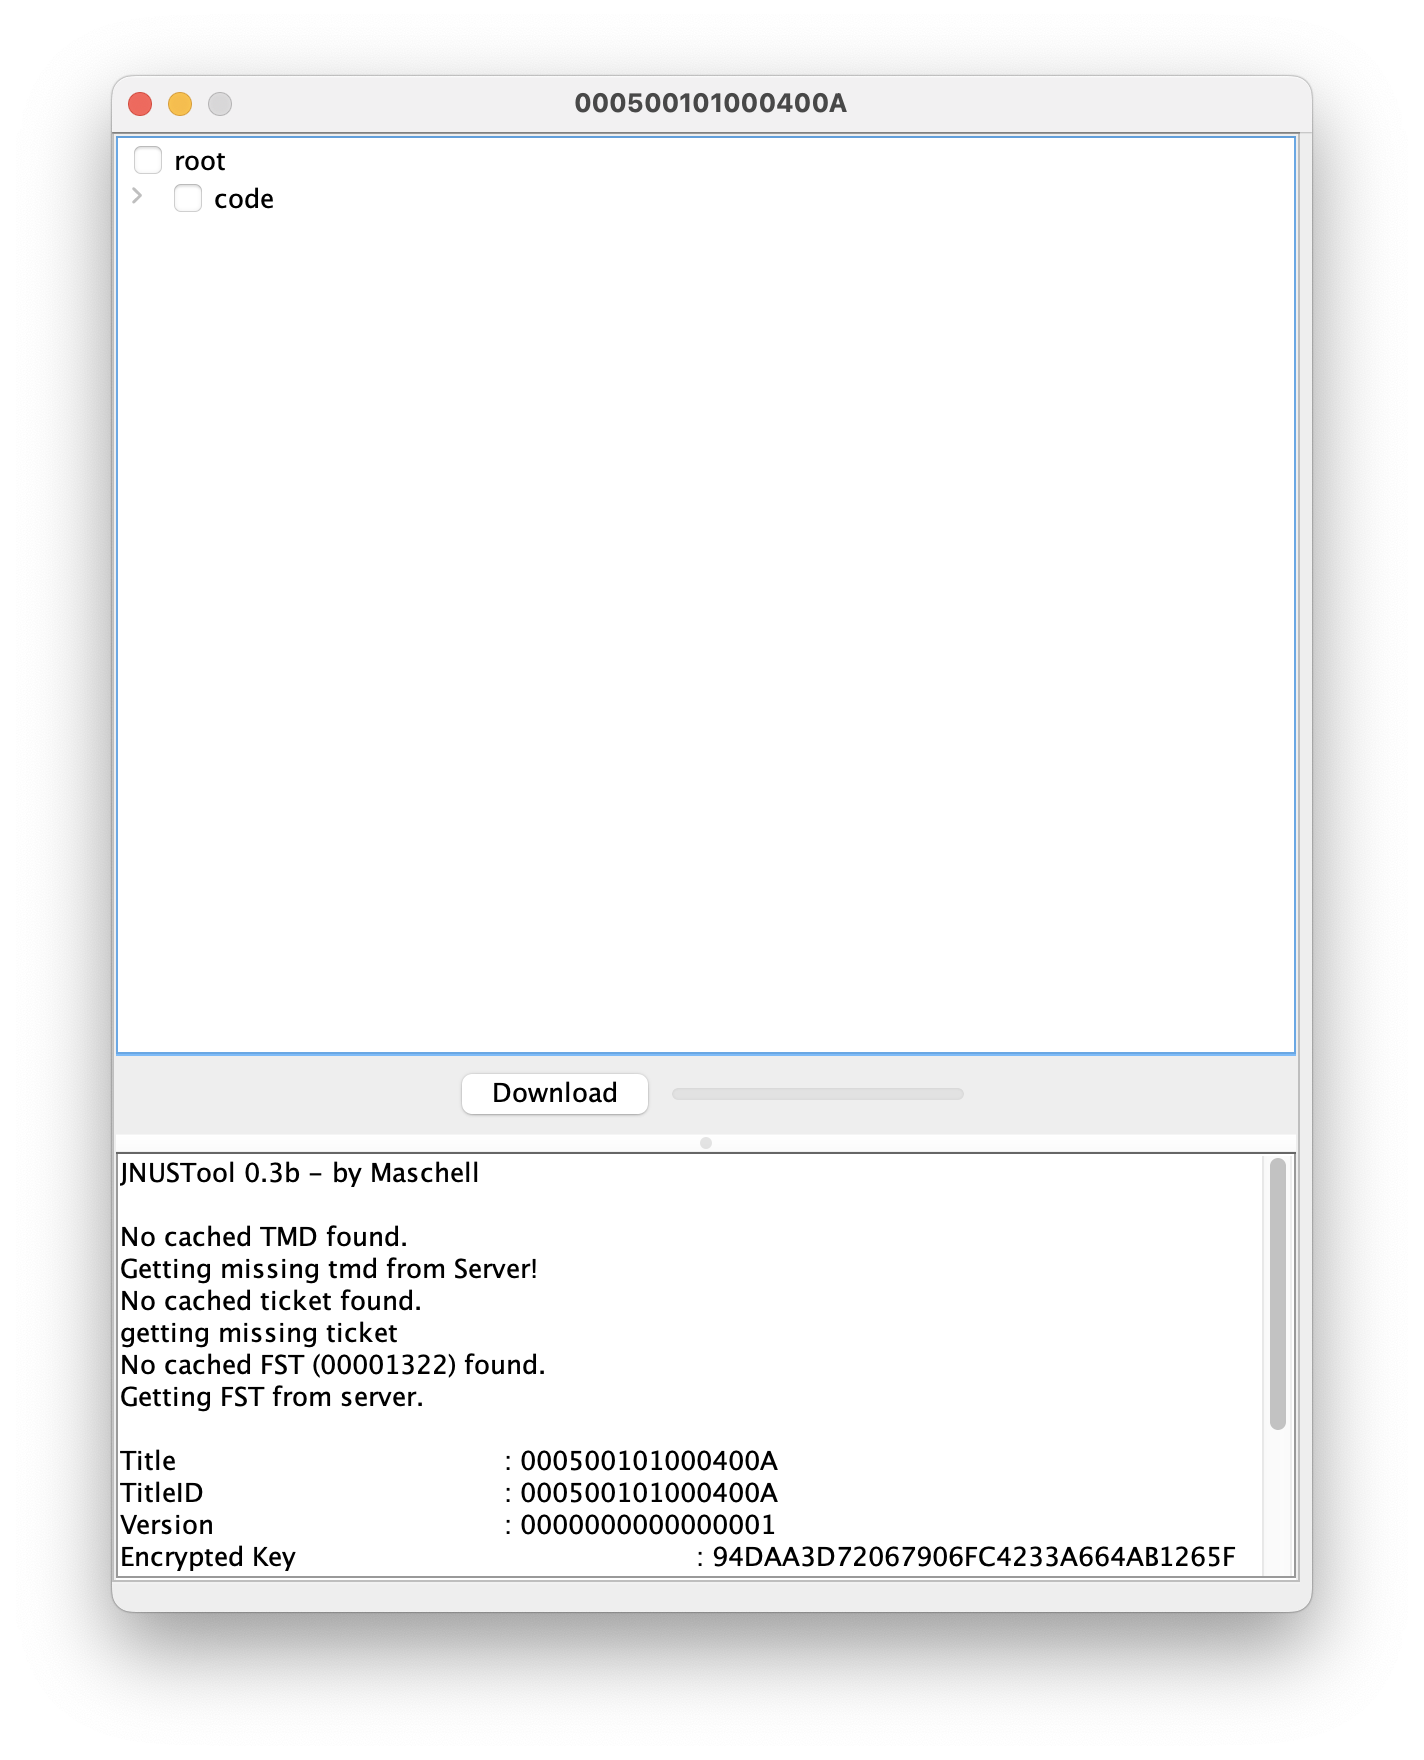 000500101000400A
root
code
Download
JNUSTool 0.3b – by Maschell
No cached TMD found.
Getting missing tmd from Server!
No cached ticket found.
getting missing ticket
No cached FST (00001322) found.
Getting FST from server.
Title : 000500101000400A
TitleID : 000500101000400A
Version : 0000000000000001
Encrypted Key : 94DAA3D72067906FC4233A664AB1265F